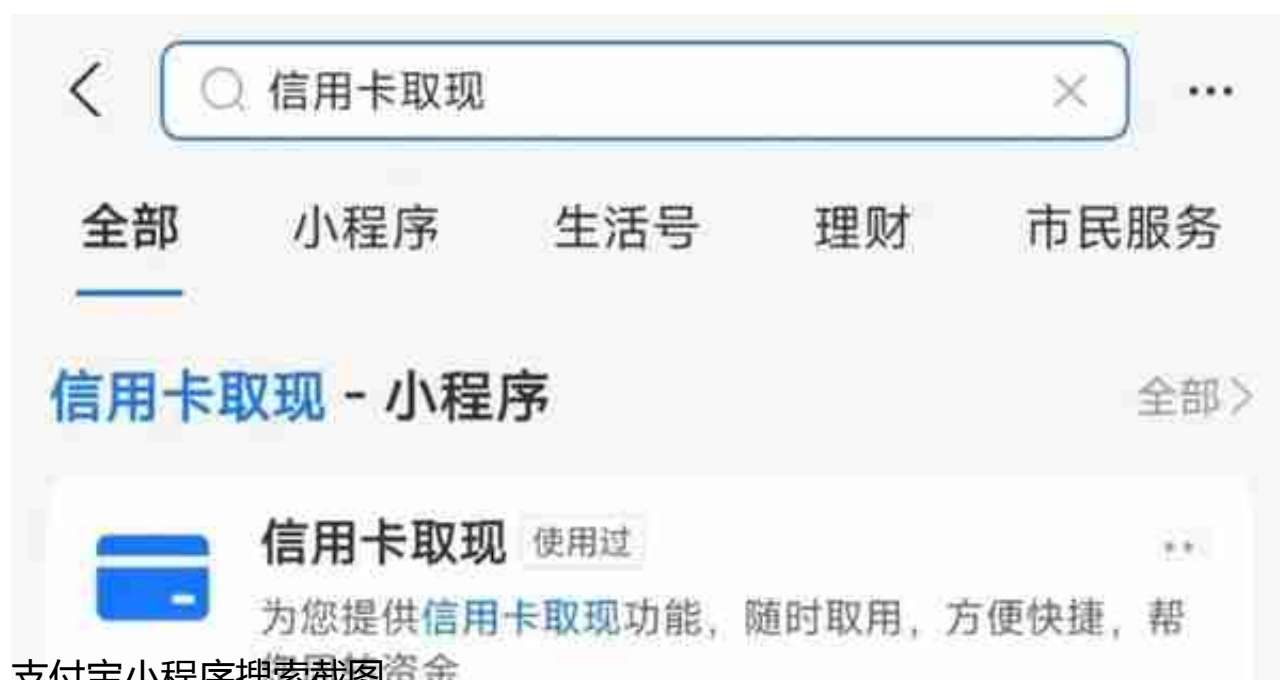 信用卡取现
全部 小程序 生活号 理财 市民服务
信用卡取现 - 小程序
全部
信用卡取现 使用过
为您提供信用卡取现功能，随时取用，方便快捷，帮
资金
支付宝小程序搜索截图